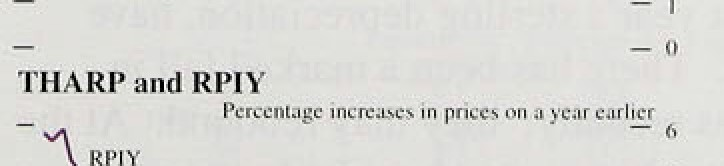 1
0
THARP and RPIY
Percentage increases in prices on a year earlier
6
RPIY